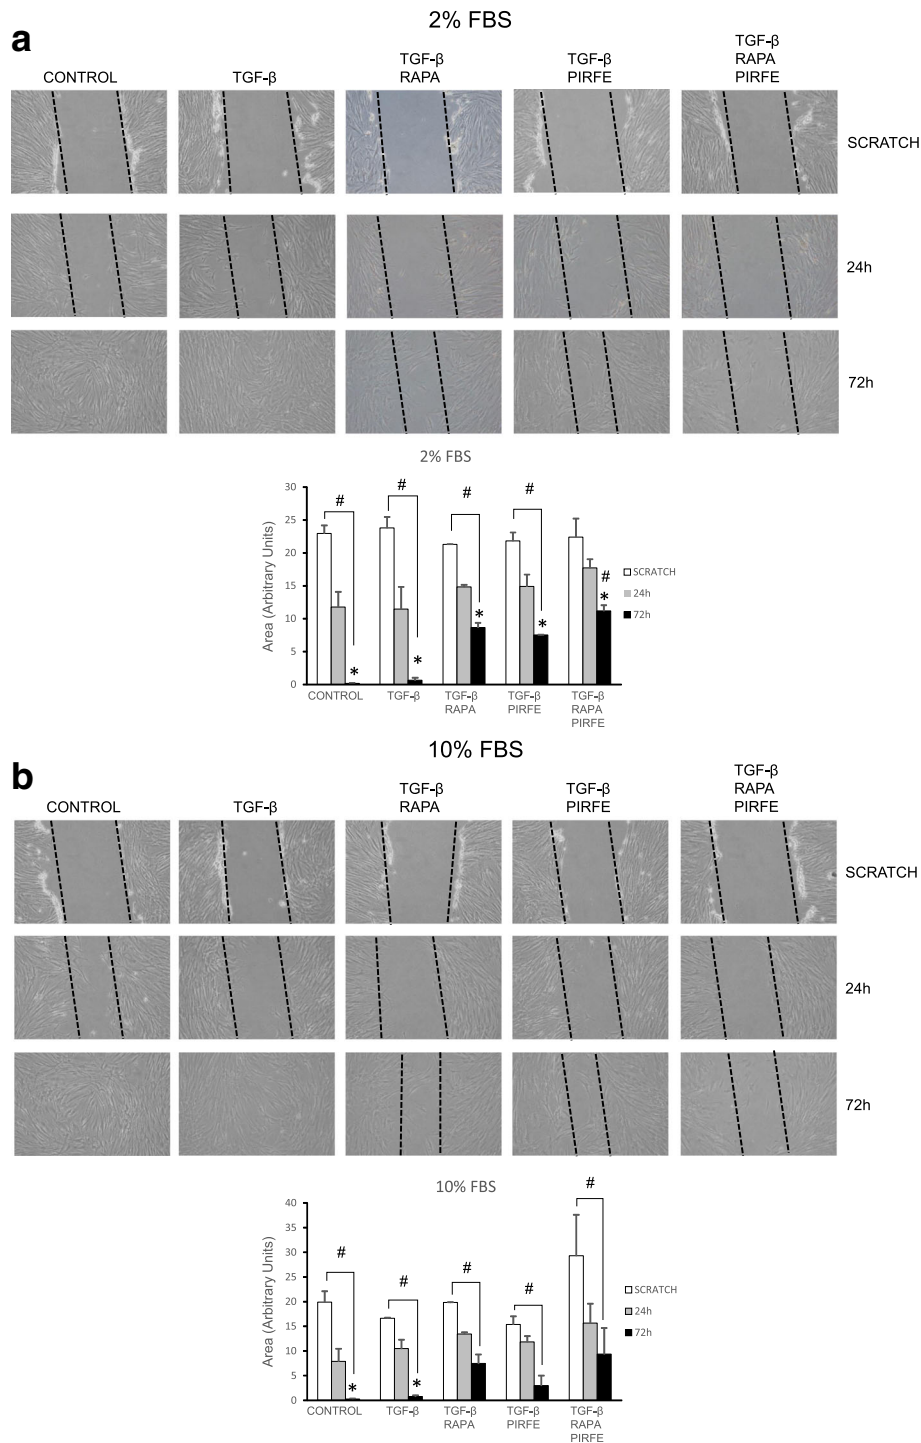 2% FBS
a
CONTROL
TGF-β
TGF-β
RAPA
TGF-β
PIRFE
TGF-β
RAPA
PIRFE
SCRATCH
24h
72h
2% FBS
Area (Arbitrary Units)
30
25
20
15
10
5
0
#
*
#
*
#
*
#
*
#
*
SCRATCH
24h
72h
CONTROL
TGF-β
TGF-β
RAPA
TGF-β
PIRFE
TGF-β
RAPA
PIRFE
10% FBS
b
CONTROL
TGF-β
TGF-β
RAPA
TGF-β
PIRFE
TGF-β
RAPA
PIRFE
SCRATCH
24h
72h
10% FBS
Area (Arbitrary Units)
40
35
30
25
20
15
10
5
0
#
*
#
*
#
#
#
SCRATCH
24h
72h
CONTROL
TGF-β
TGF-β
RAPA
TGF-β
PIRFE
TGF-β
RAPA
PIRFE